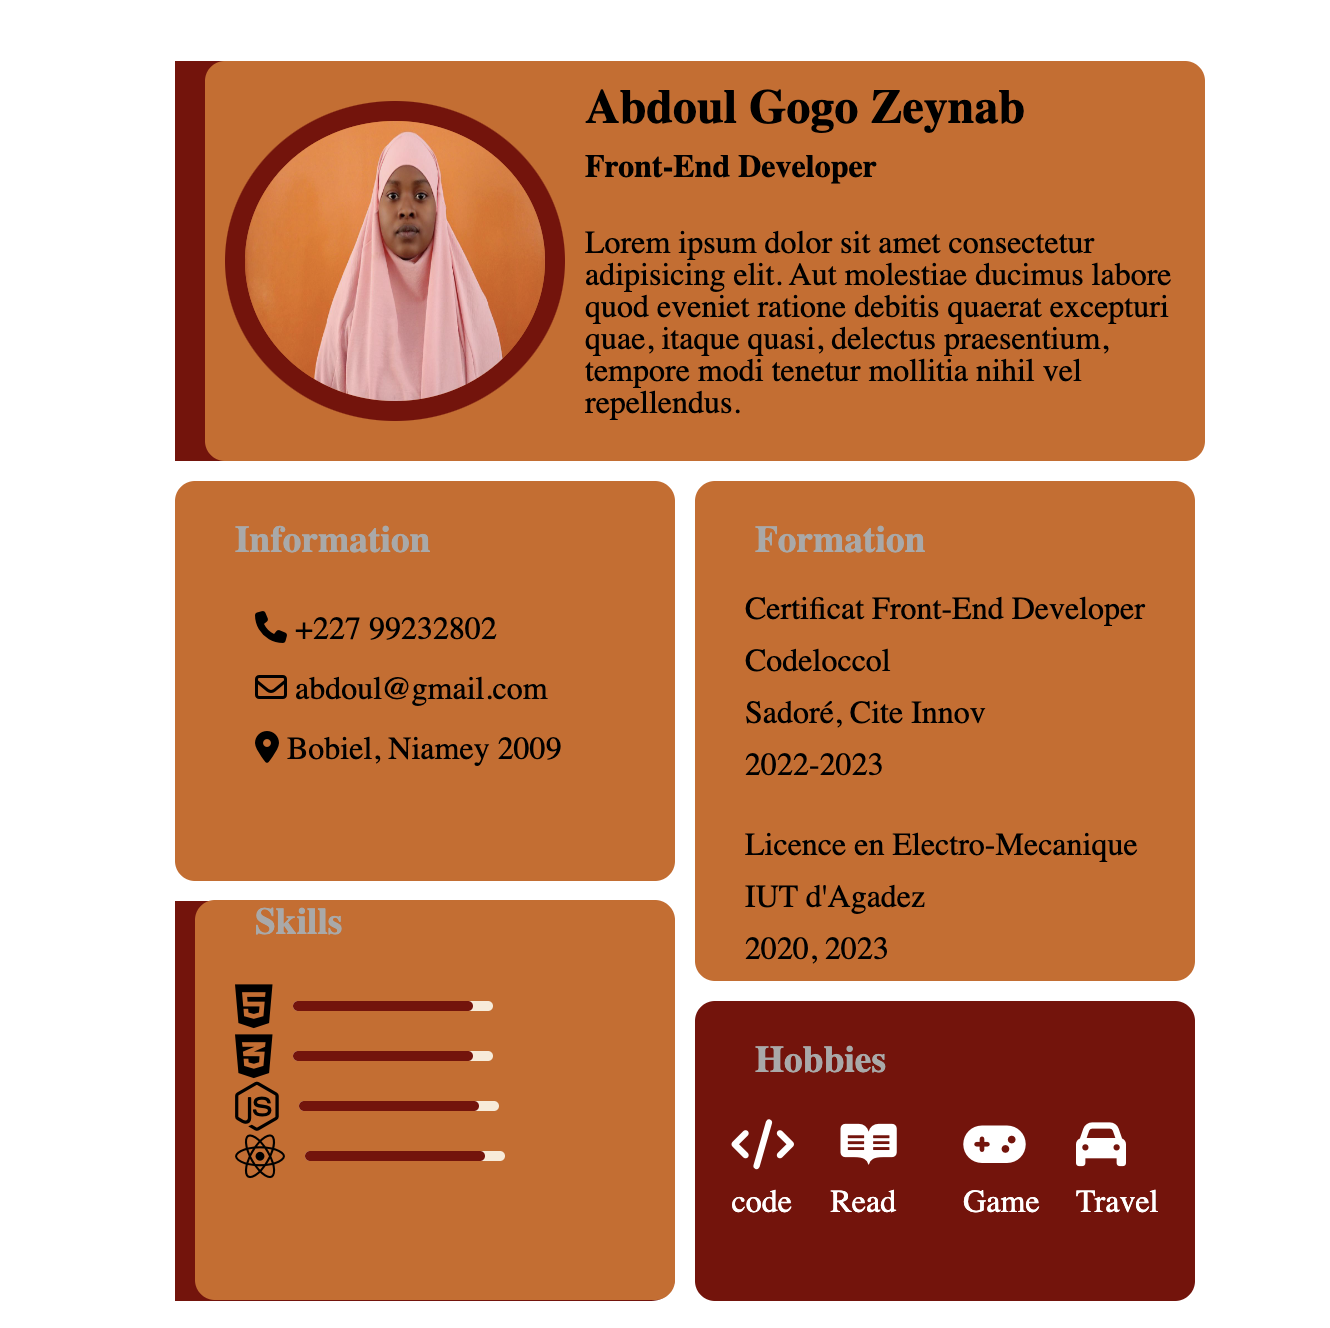 Abdoul Gogo Zeynab
Front-End Developer
Lorem ipsum dolor sit amet consectetur
adipisicing elit. Aut molestiae ducimus labore
quod eveniet ratione debitis quaerat excepturi
quae, itaque quasi, delectus praesentium,
tempore modi tenetur mollitia nihil vel
repellendus.
Information
+227 99232802
abdoul@gmail.com
Bobiel, Niamey 2009
Formation
Certificat Front-End Developer
Codeloccol
Sadoré, Cite Innov
2022-2023
Licence en Electro-Mecanique
IUT d'Agadez
2020, 2023
Skills
5
3
JS
Hobbies
code Read Game Travel